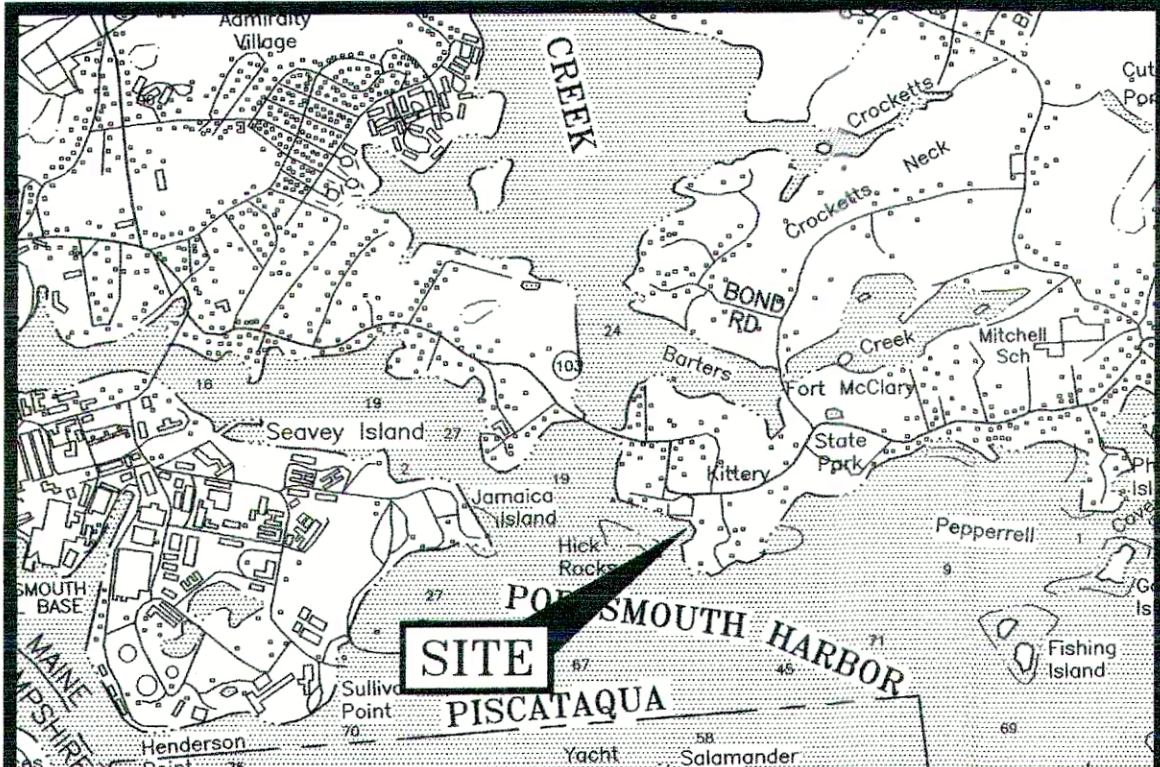 Admiralty
Village
CREEK
Crocketts
Neck
Crocketts
BOND
RD.
24
Barters
Creek
Mitchell
Sch
103
Fort McClary
State
Park
16
19
Seavey Island
27
2
Kittery
Jamaica
Island
19
Hick
Rocks
Pepperrell
1
9
27
PORTSMOUTH HARBOR
71
SITE
67
45
Fishing
Island
MAINE
BASE
Point
PISCATAQUA
70
58
69
Henderson
Yacht
Salamander